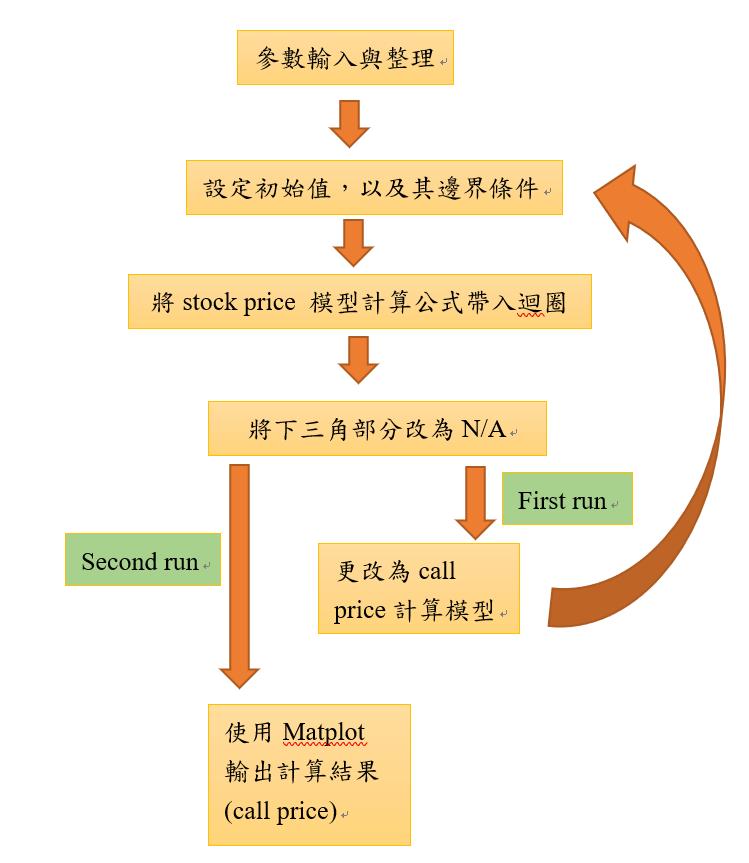 參數輸入與整理
設定初始值，以及其邊界條件
將 stock price 模型計算公式帶入迴圈
將下三角部分改為 N/A
First run
Second run
更改為 call
price 計算模型
使用 Matplot
輸出計算結果
(call price)